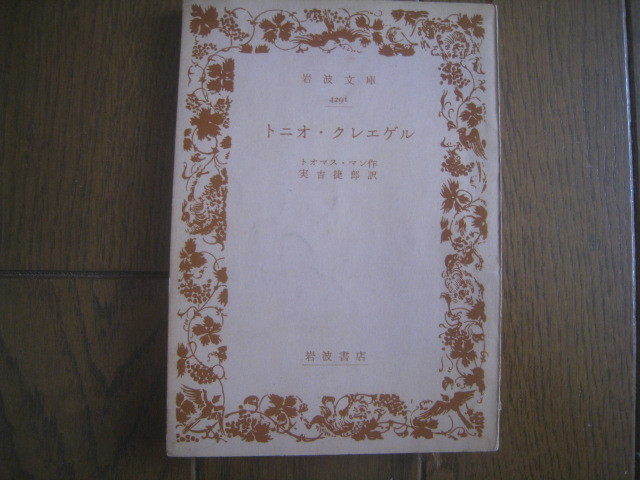 岩波文庫
4291
トニオ・クレエゲル
トオマス・マン作
実吉捷郎訳
岩波書店